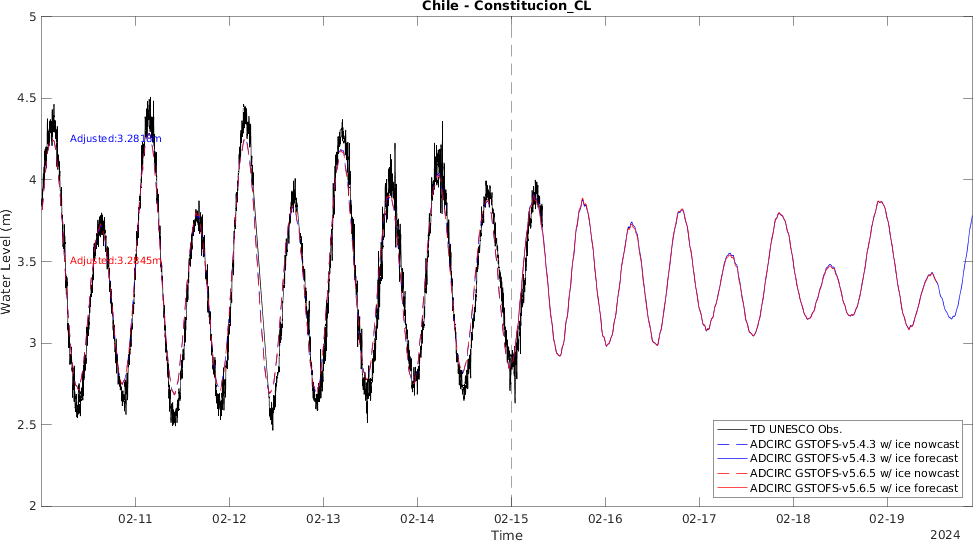 Chile - Constitucion_CL
5
4.5
4
3.5
3
2.5
2
Water Level (m)
Adjusted:3.2818m
Adjusted:3.2845m
TD UNESCO Obs.
ADCIRC GSTOFS-v5.4.3 w/ ice nowcast
ADCIRC GSTOFS-v5.4.3 w/ ice forecast
ADCIRC GSTOFS-v5.6.5 w/ ice nowcast
ADCIRC GSTOFS-v5.6.5 w/ ice forecast
02-11 02-12 02-13 02-14 02-15 02-16 02-17 02-18 02-19
Time
2024